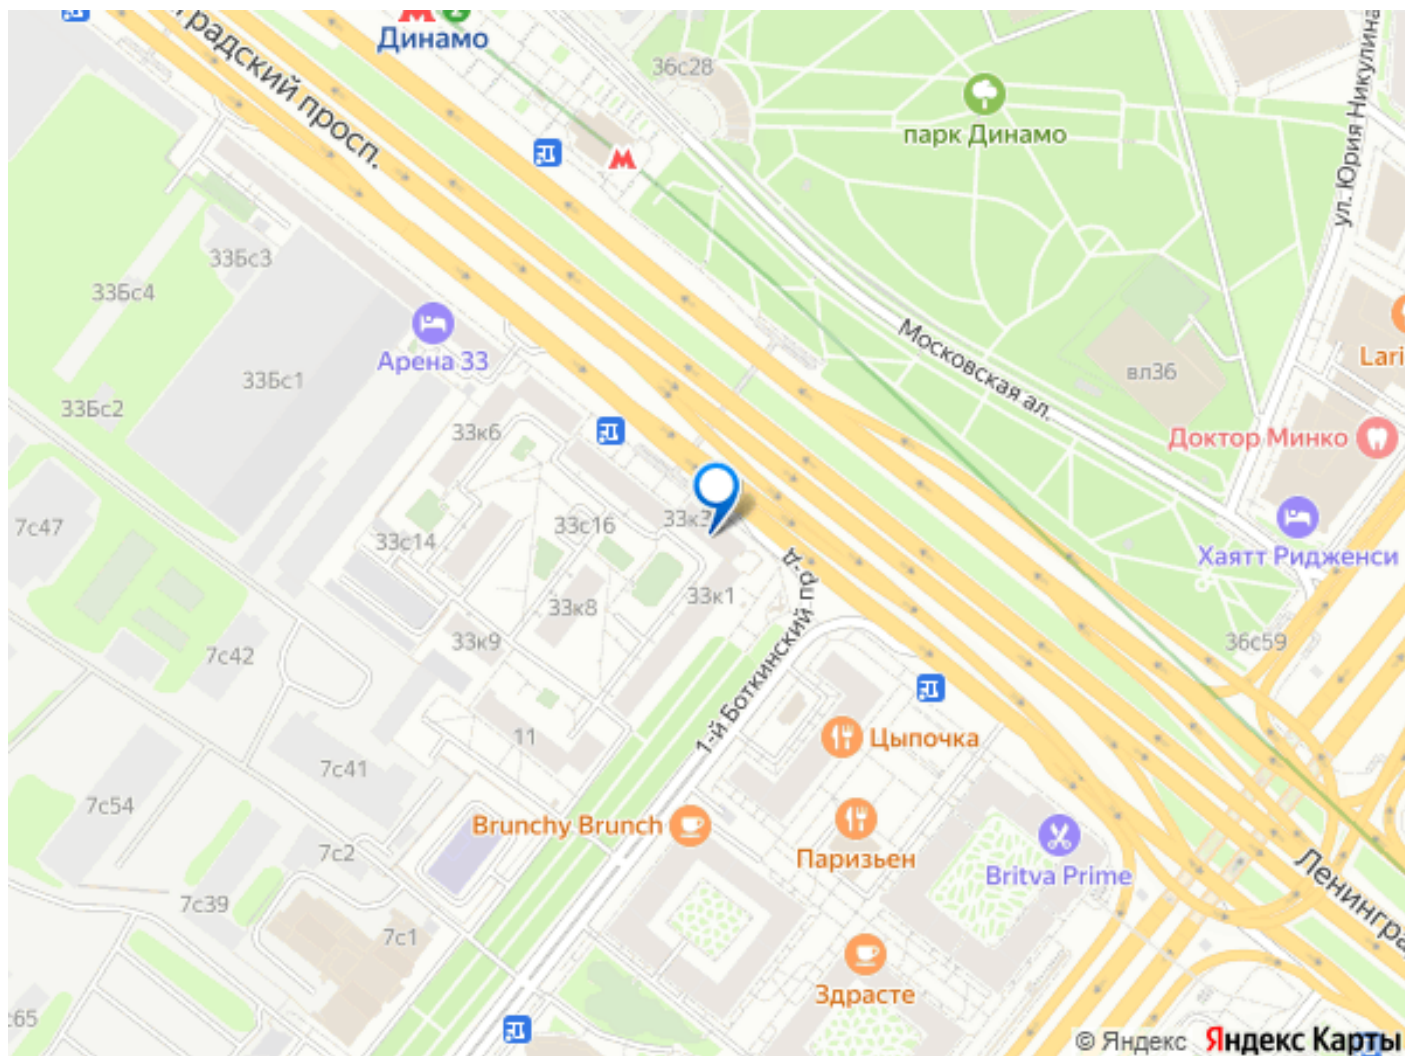 Динамо
градский просп.
36с28
парк Динамо
ул. Юрия Никулина
33Бс3
33Бс4
Арена 33
33Бс1
33Бс2
Московская ал.
вл36
Lari
Доктор Минко
33к6
7с47
33с14
33с16
33к3
Хаятт Ридженси
1-й Боткинский пр-д
33к8
33к1
33к9
7с42
36с59
11
Цыпочка
7с41
7с54
Brunchy Brunch
Паризьен
Britva Prime
7с2
7с39
7с1
Ленингра
Здрасте
с65
© Яндекс Яндекс Карты